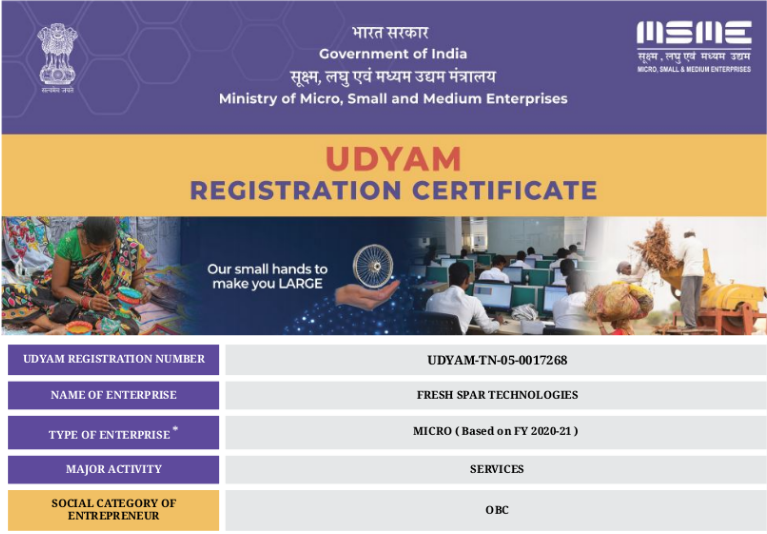 भारत सरकार
Government of India
सूक्ष्म, लघु एवं मध्यम उद्यम मंत्रालय
Ministry of Micro, Small and Medium Enterprises
सत्यमेव जयते
MSME
सूक्ष्म, लघु एवं मध्यम उद्यम
MICRO, SMALL & MEDIUM ENTERPRISES
UDYAM
REGISTRATION CERTIFICATE
Our small hands to
make you LARGE
UDYAM REGISTRATION NUMBER
UDYAM-TN-05-0017268
NAME OF ENTERPRISE
FRESH SPAR TECHNOLOGIES
TYPE OF ENTERPRISE *
MICRO ( Based on FY 2020-21 )
MAJOR ACTIVITY
SERVICES
SOCIAL CATEGORY OF
ENTREPRENEUR
OBC